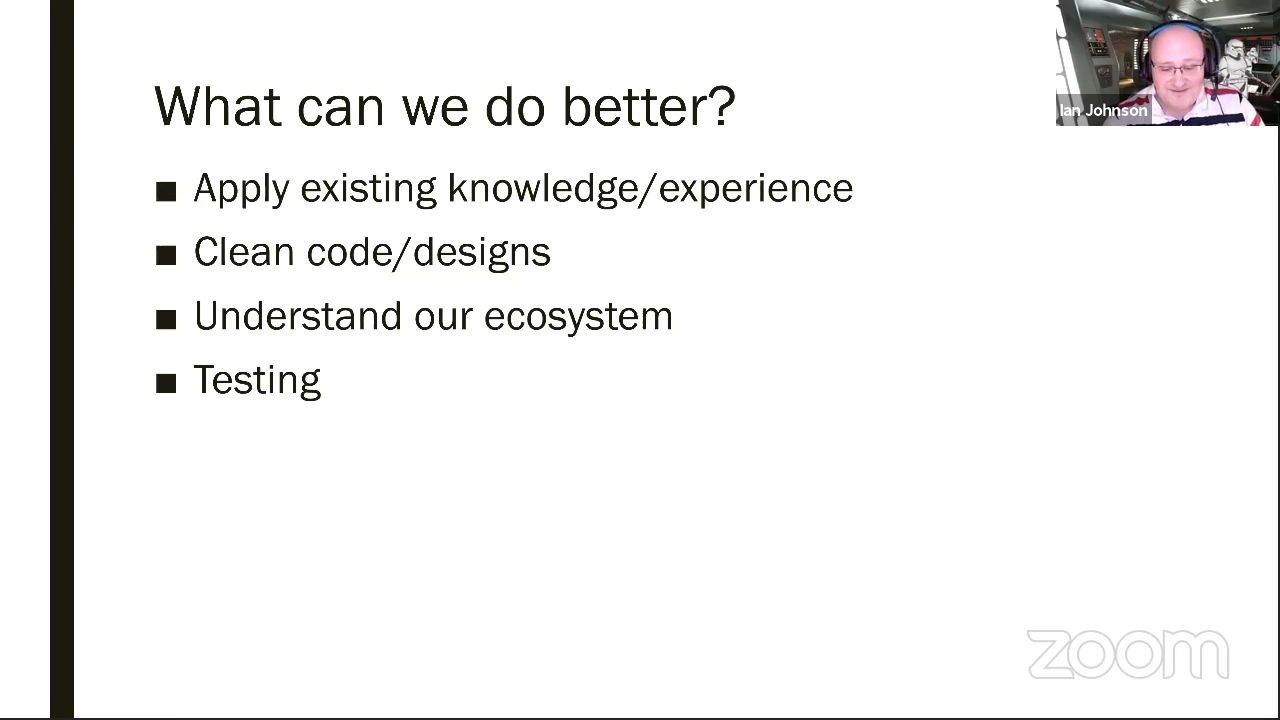 What can we do better?
Ian Johnson
■ Apply existing knowledge/experience
■ Clean code/designs
■ Understand our ecosystem
■ Testing
zoom